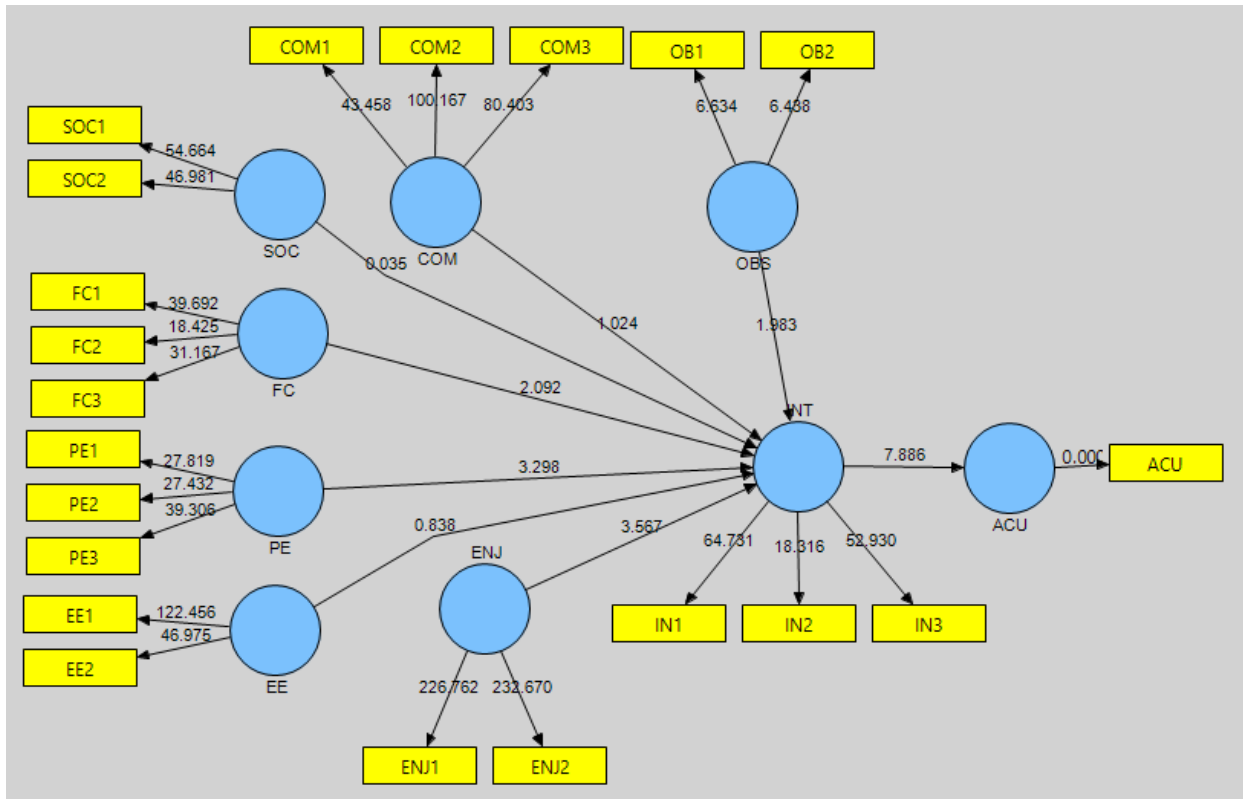 COM1
COM2
COM3
OB1
OB2
43.458
100.167
80.403
6.634
6.438
SOC1
54.664
SOC2
46.981
SOC
COM
OBS
0.035
1.024
1.983
FC1
39.692
FC2
18.425
FC3
31.167
FC
2.092
INT
PE1
27.819
PE2
27.432
PE3
39.306
PE
3.298
7.886
0.000
ACU
ACU
0.838
ENJ
3.567
64.731
18.316
52.930
EE1
122.456
EE2
46.975
EE
IN1
IN2
IN3
226.762
232.670
ENJ1
ENJ2